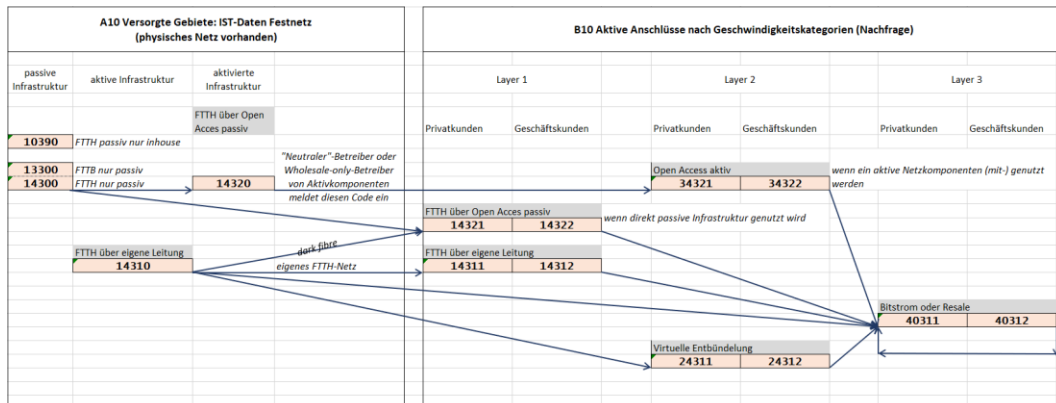 A10 Versorgte Gebiete: IST-Daten Festnetz
(physisches Netz vorhanden)
B10 Aktive Anschlüsse nach Geschwindigkeitskategorien (Nachfrage)
passive
Infrastruktur
aktive Infrastruktur
aktivierte
Infrastruktur
Layer 1
Layer 2
Layer 3
FTTH über Open
Acces passiv
Privatkunden
Geschäftskunden
Privatkunden
Geschäftskunden
Privatkunden
Geschäftskunden
10390
FTTH passiv nur inhouse
13300
FTTB nur passiv
14300
FTTH nur passiv
14320
"Neutraler"-Betreiber oder
Wholesale-only-Betreiber
von Aktivkomponenten
meldet diesen Code ein
Open Access aktiv
34321
34322
wenn ein aktive Netzkomponenten (mit-) genutzt
werden
FTTH über Open Acces passiv
14321
14322
wenn direkt passive Infrastruktur genutzt wird
dark fibre
FTTH über eigene Leitung
14310
eigenes FTTH-Netz
FTTH über eigene Leitung
14311
14312
Bitstrom oder Resale
40311
40312
Virtuelle Entbündelung
24311
24312